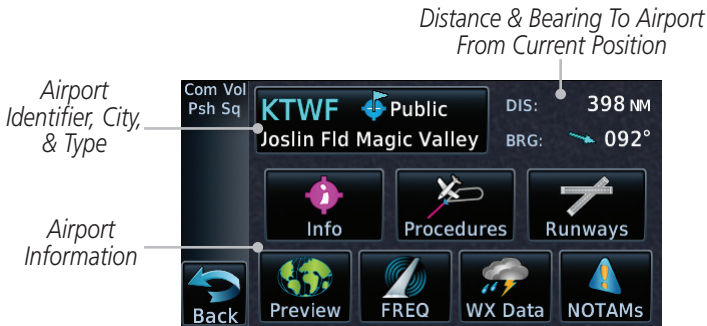 Distance & Bearing To Airport
From Current Position
Airport
Identifier, City,
& Type
Com Vol
Psh Sq
KTWF Public
Joslin Fld Magic Valley
DIS: 398 NM
BRG: 092°
Info
Procedures
Runways
Airport
Information
Back
Preview
FREQ
WX Data
NOTAMs